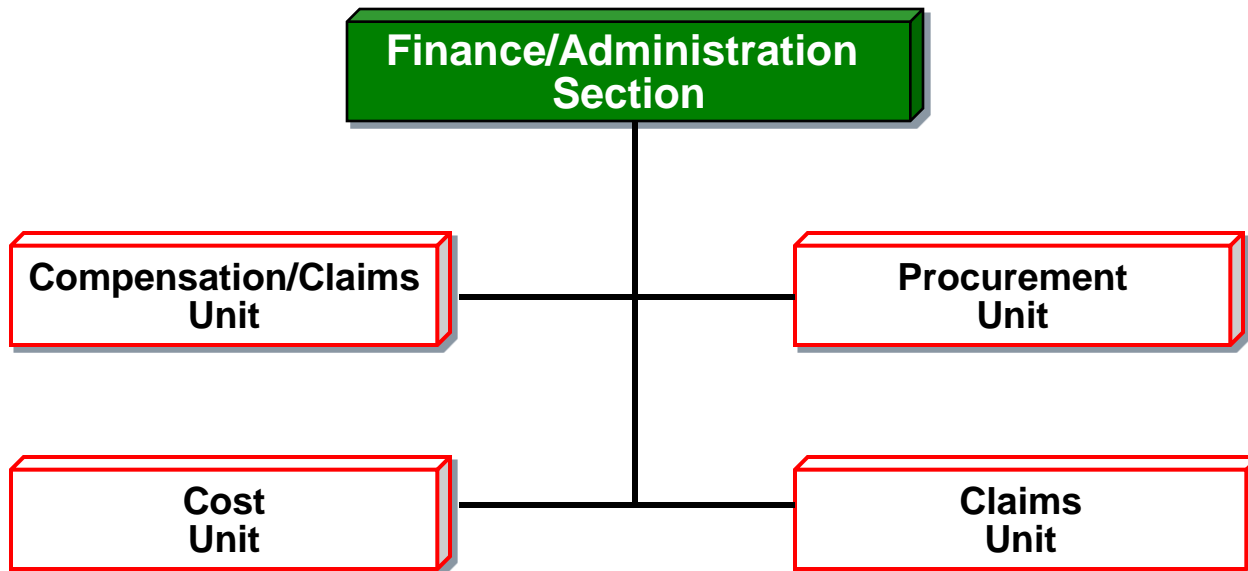 Finance/Administration
Section
Compensation/Claims
Unit
Procurement
Unit
Cost
Unit
Claims
Unit